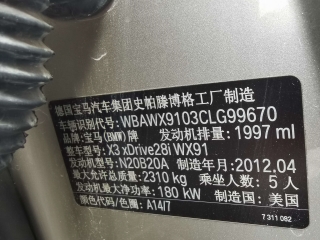 德国宝马汽车集团史帕滕博格工厂制造
车辆识别代号: WBAWX9103CLG99670
品牌: 宝马(BMW)牌 发动机排量: 1997 ml
车型: X3 xDrive28i WX91
发动机型号: N20B20A 制造年月: 2012.04
最大允许总质量: 2310 kg 乘坐人数: 5 人
发动机最大净功率: 180 kW 制造国: 美国
颜色代码/色圈: A14/7
7 311 092